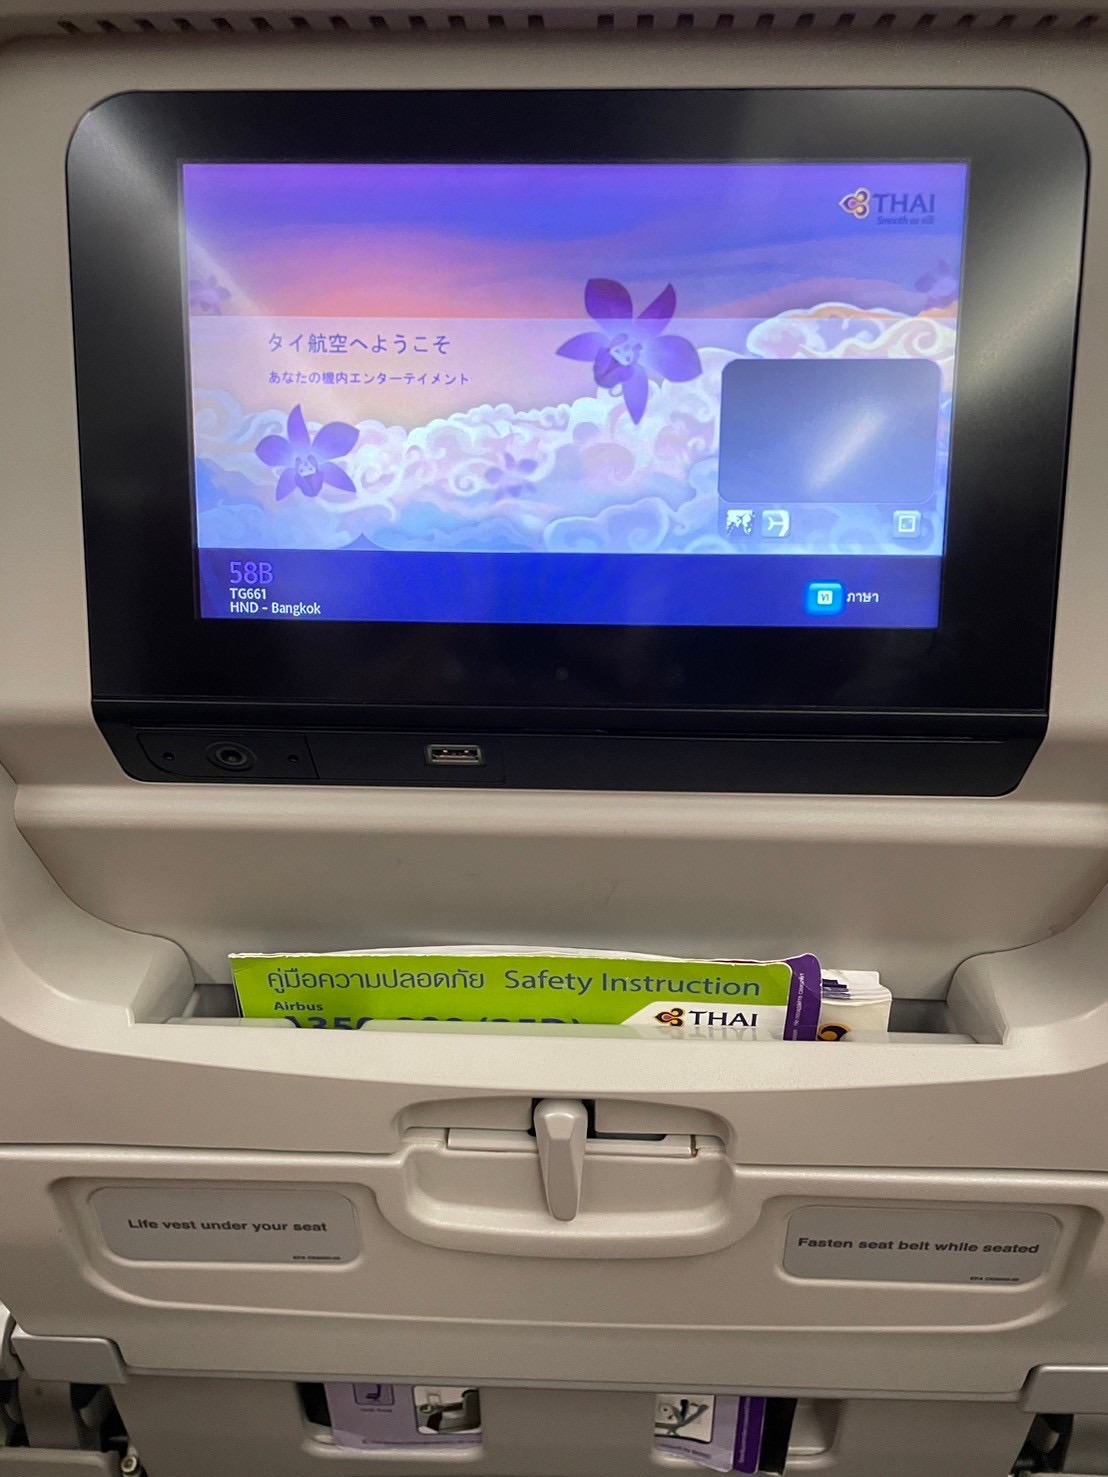 THAI
Smooth as silk
タイ航空へようこそ
あなたの機内エンターテイメント
58B
TG661
HND - Bangkok
ภาษา
คู่มือความปลอดภัย Safety Instruction
Airbus
THAI
Life vest under your seat
Fasten seat belt while seated